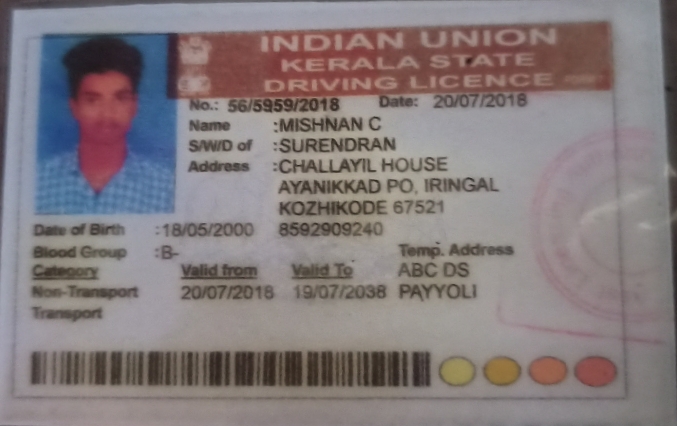 INDIAN UNION
KERALA STATE
DRIVING LICENCE
No.: 56/5959/2018 Date: 20/07/2018
Name :MISHNAN C
S/W/D of :SURENDRAN
Address :CHALLAYIL HOUSE
AYANIKKAD PO, IRINGAL
KOZHIKODE 67521
Date of Birth :18/05/2000 8592909240
Blood Group :B- Temp. Address
Category Valid from Valid To ABC DS
Non-Transport 20/07/2018 19/07/2038 PAYYOLI
Transport